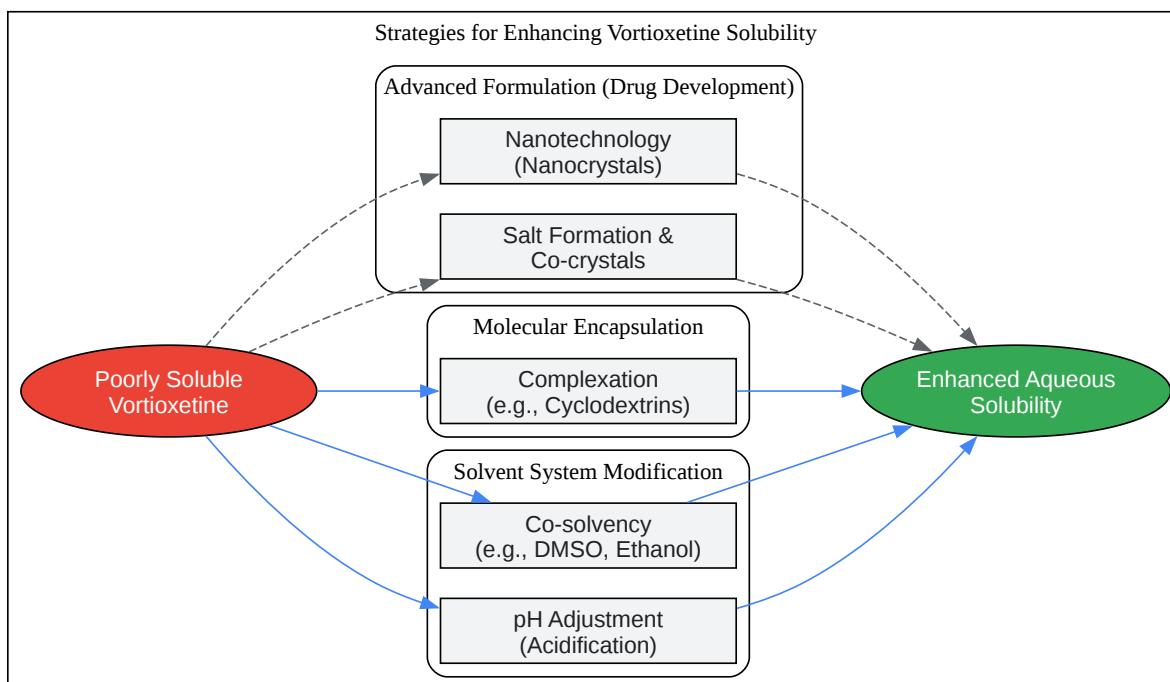 Strategies for Enhancing Vortioxetine Solubility
Advanced Formulation (Drug Development)
Nanotechnology
(Nanocrystals)
Salt Formation &
Co-crystals
Molecular Encapsulation
Poorly Soluble
Vortioxetine
Complexation
(e.g., Cyclodextrins)
Enhanced Aqueous
Solubility
Solvent System Modification
Co-solvency
(e.g., DMSO, Ethanol)
pH Adjustment
(Acidification)